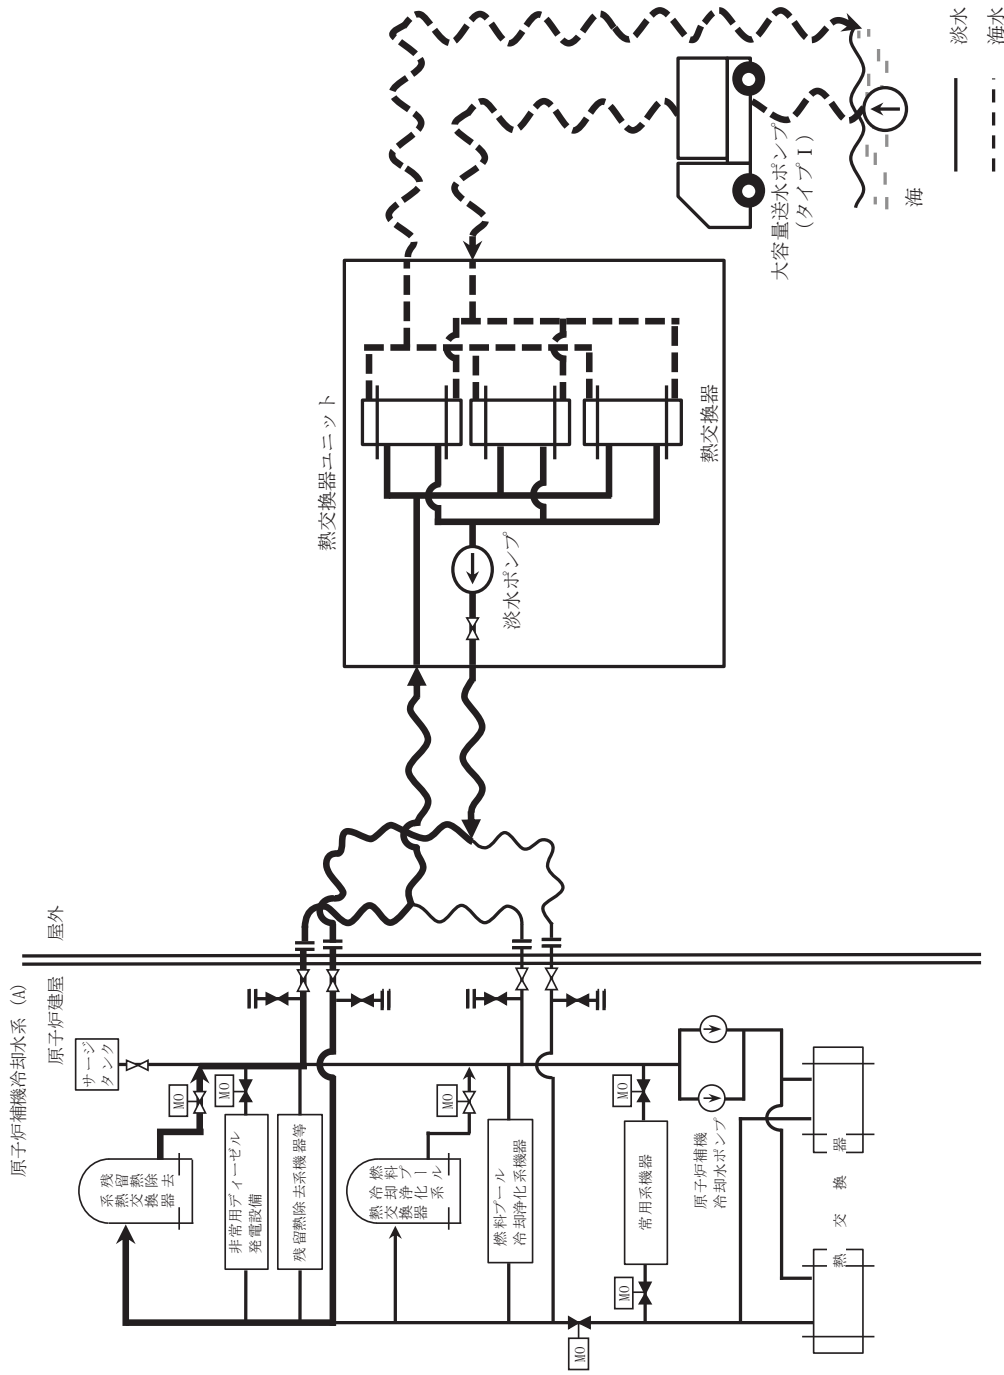 原子炉補機冷却水系 (A)
原子炉建屋
屋外
サージ
タンク
MO
残留熱除去
系熱交換器
MO
非常用ディーゼル
発電設備
残留熱除去系機器等
燃料プール
冷却浄化系
熱交換器
MO
燃料プール
冷却浄化系機器
MO
常用系機器
MO
MO
原子炉補機
冷却水ポンプ
熱交換器
熱交換器ユニット
淡水ポンプ
熱交換器
大容量送水ポンプ
(タイプⅠ)
海
淡水
海水